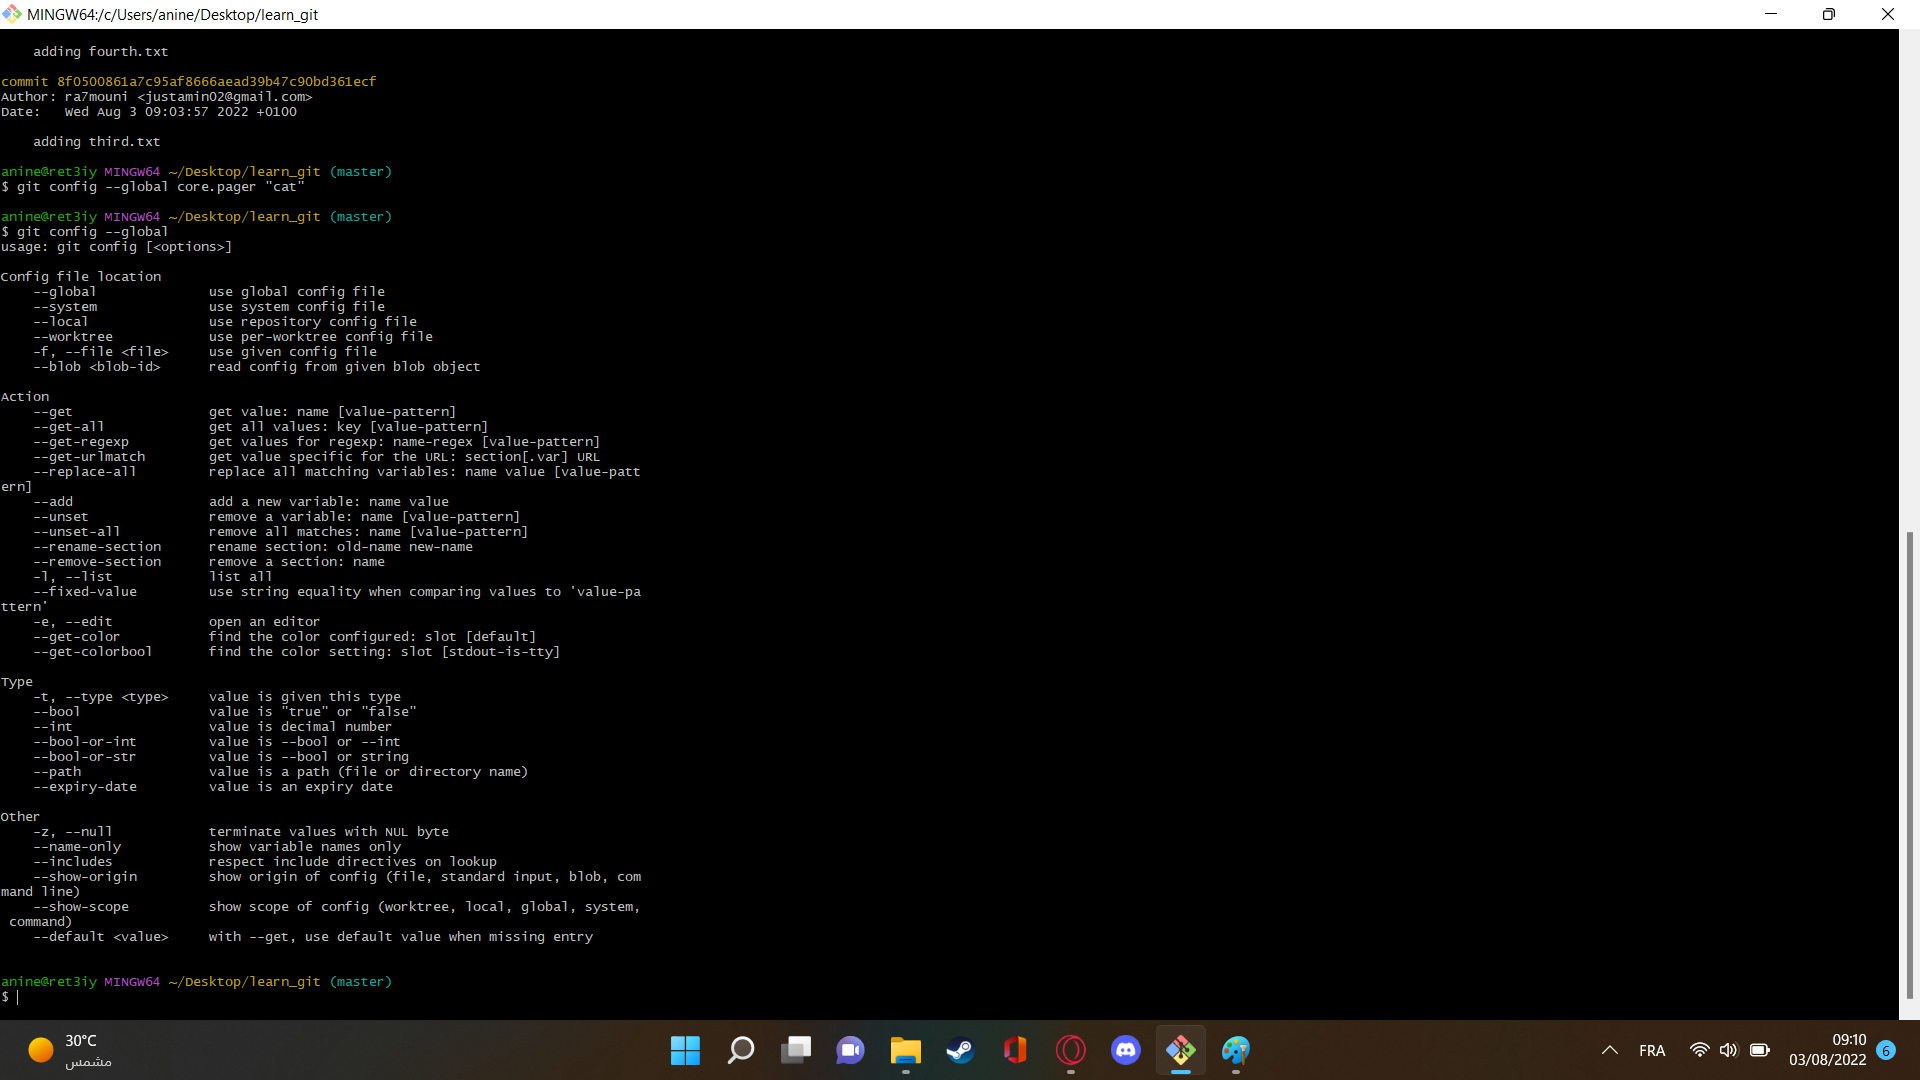 MINGW64:/c/Users/anine/Desktop/learn_git
    adding fourth.txt
commit 8f0500861a7c95af8666aead39b47c90bd361ecf
Author: ra7mouni <justamin02@gmail.com>
Date:   Wed Aug 3 09:03:57 2022 +0100
    adding third.txt
anine@ret3iy MINGW64 ~/Desktop/learn_git (master)
$ git config --global core.pager "cat"
anine@ret3iy MINGW64 ~/Desktop/learn_git (master)
$ git config --global
usage: git config [<options>]
Config file location
    --global              use global config file
    --system              use system config file
    --local               use repository config file
    --worktree            use per-worktree config file
    -f, --file <file>     use given config file
    --blob <blob-id>      read config from given blob object
Action
    --get                 get value: name [value-pattern]
    --get-all             get all values: key [value-pattern]
    --get-regexp          get values for regexp: name-regex [value-pattern]
    --get-urlmatch        get value specific for the URL: section[.var] URL
    --replace-all         replace all matching variables: name value [value-patt
ern]
    --add                 add a new variable: name value
    --unset               remove a variable: name [value-pattern]
    --unset-all           remove all matches: name [value-pattern]
    --rename-section      rename section: old-name new-name
    --remove-section      remove a section: name
    -l, --list            list all
    --fixed-value         use string equality when comparing values to 'value-pa
ttern'
    -e, --edit            open an editor
    --get-color           find the color configured: slot [default]
    --get-colorbool       find the color setting: slot [stdout-is-tty]
Type
    -t, --type <type>     value is given this type
    --bool                value is "true" or "false"
    --int                 value is decimal number
    --bool-or-int         value is --bool or --int
    --bool-or-str         value is --bool or string
    --path                value is a path (file or directory name)
    --expiry-date         value is an expiry date
Other
    -z, --null            terminate values with NUL byte
    --name-only           show variable names only
    --includes            respect include directives on lookup
    --show-origin         show origin of config (file, standard input, blob, com
mand line)
    --show-scope          show scope of config (worktree, local, global, system,
 command)
    --default <value>     with --get, use default value when missing entry
anine@ret3iy MINGW64 ~/Desktop/learn_git (master)
$
30°C
مشمس
FRA
09:10
03/08/2022
6